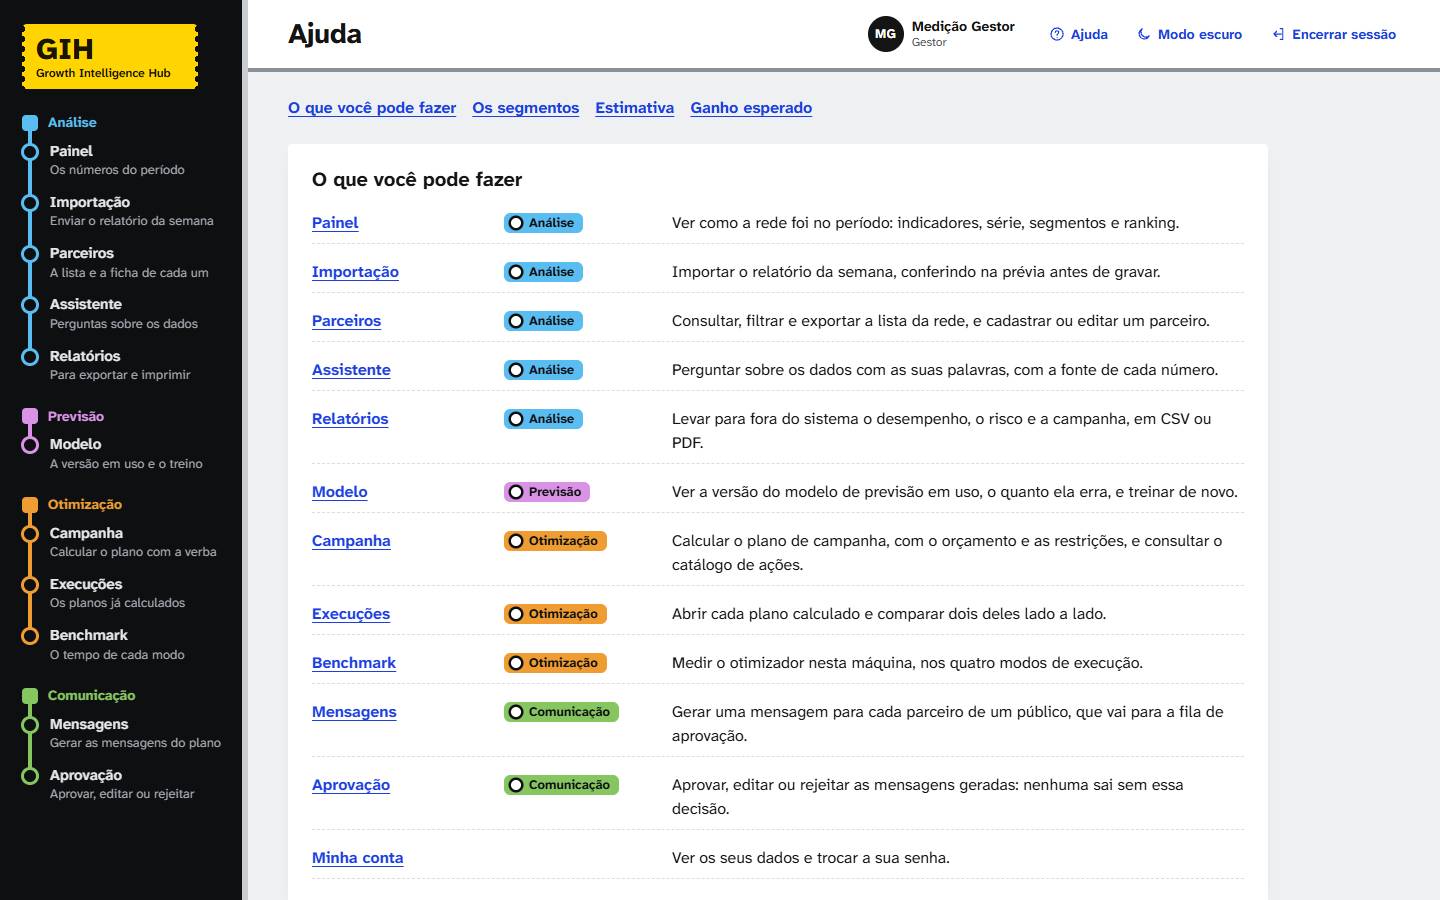 GIH
Growth Intelligence Hub
Análise
Painel
Os números do período
Importação
Enviar o relatório da semana
Parceiros
A lista e a ficha de cada um
Assistente
Perguntas sobre os dados
Relatórios
Para exportar e imprimir
Previsão
Modelo
A versão em uso e o treino
Otimização
Campanha
Calcular o plano com a verba
Execuções
Os planos já calculados
Benchmark
O tempo de cada modo
Comunicação
Mensagens
Gerar as mensagens do plano
Aprovação
Aprovar, editar ou rejeitar
Ajuda
MG
Medição Gestor
Gestor
Ajuda
Modo escuro
Encerrar sessão
O que você pode fazer Os segmentos Estimativa Ganho esperado
O que você pode fazer
Painel Análise Ver como a rede foi no período: indicadores, série, segmentos e ranking.
Importação Análise Importar o relatório da semana, conferindo na prévia antes de gravar.
Parceiros Análise Consultar, filtrar e exportar a lista da rede, e cadastrar ou editar um parceiro.
Assistente Análise Perguntar sobre os dados com as suas palavras, com a fonte de cada número.
Relatórios Análise Levar para fora do sistema o desempenho, o risco e a campanha, em CSV ou
PDF.
Modelo Previsão Ver a versão do modelo de previsão em uso, o quanto ela erra, e treinar de novo.
Campanha Otimização Calcular o plano de campanha, com o orçamento e as restrições, e consultar o
catálogo de ações.
Execuções Otimização Abrir cada plano calculado e comparar dois deles lado a lado.
Benchmark Otimização Medir o otimizador nesta máquina, nos quatro modos de execução.
Mensagens Comunicação Gerar uma mensagem para cada parceiro de um público, que vai para a fila de
aprovação.
Aprovação Comunicação Aprovar, editar ou rejeitar as mensagens geradas: nenhuma sai sem essa
decisão.
Minha conta Ver os seus dados e trocar a sua senha.